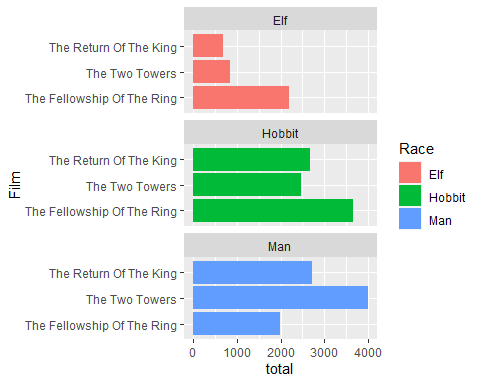 Elf
The Return Of The King
The Two Towers
The Fellowship Of The Ring
Hobbit
The Return Of The King
The Two Towers
The Fellowship Of The Ring
Man
The Return Of The King
The Two Towers
The Fellowship Of The Ring
0 1000 2000 3000 4000
total
Film
Race
Elf
Hobbit
Man